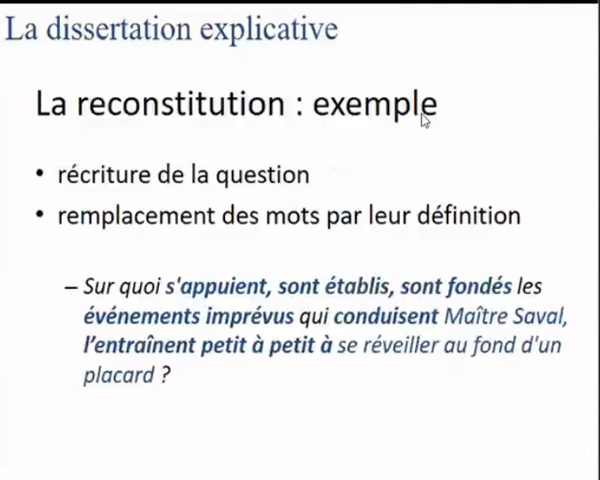 La dissertation explicative
La reconstitution : exemple
• récriture de la question
• remplacement des mots par leur définition
– Sur quoi s'appuient, sont établis, sont fondés les
événements imprévus qui conduisent Maître Saval,
l’entraînent petit à petit à se réveiller au fond d'un
placard ?